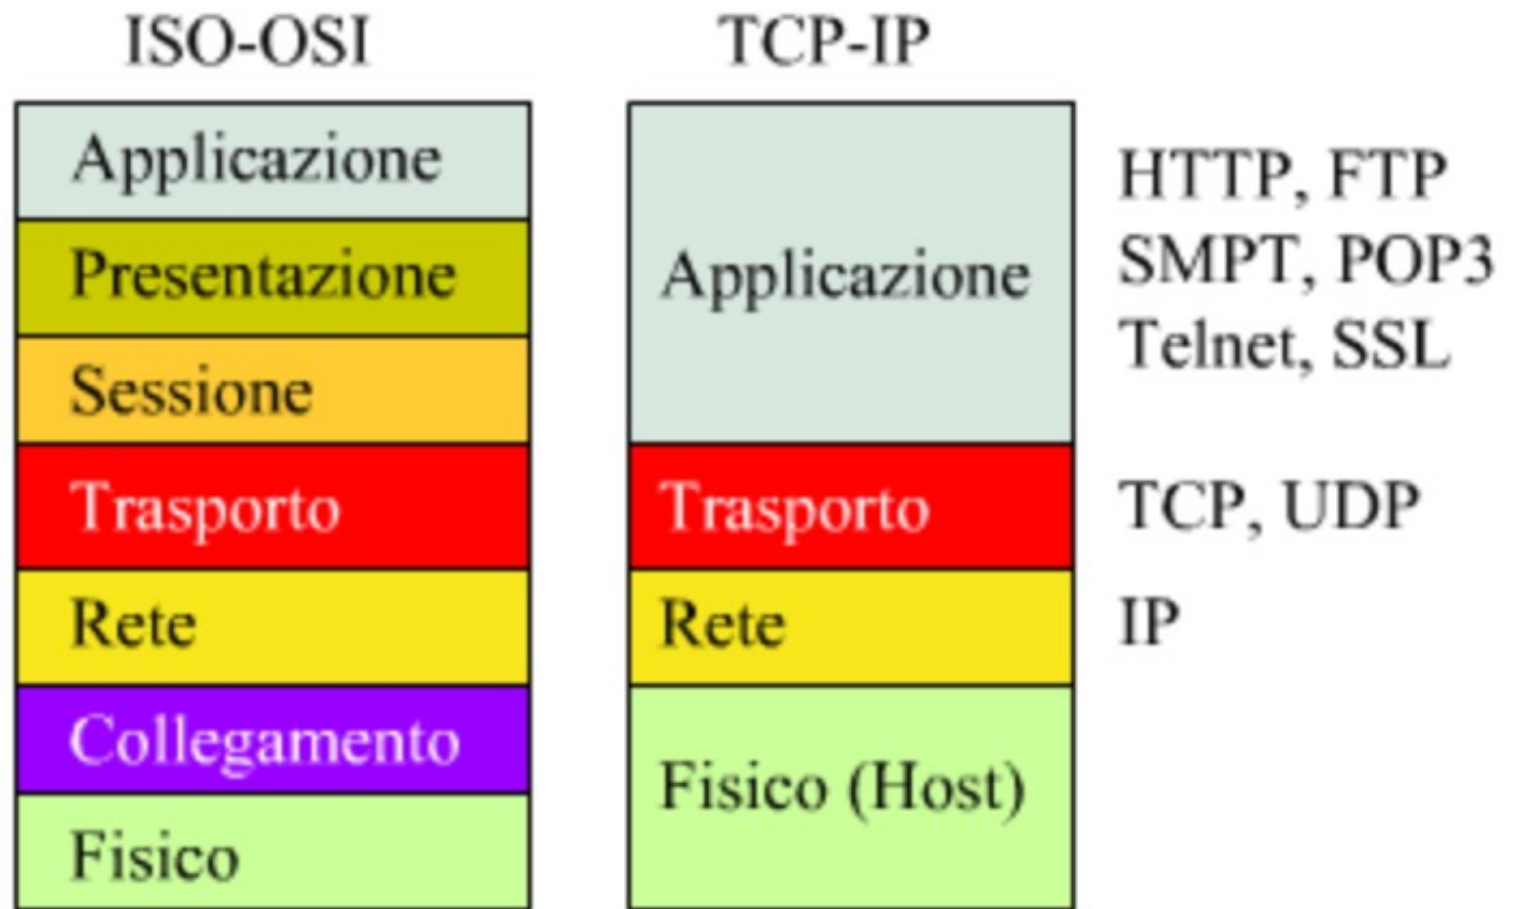 ISO-OSI
Applicazione
Presentazione
Sessione
Trasporto
Rete
Collegamento
Fisico
TCP-IP
Applicazione
Trasporto
Rete
Fisico (Host)
HTTP, FTP
SMPT, POP3
Telnet, SSL
TCP, UDP
IP